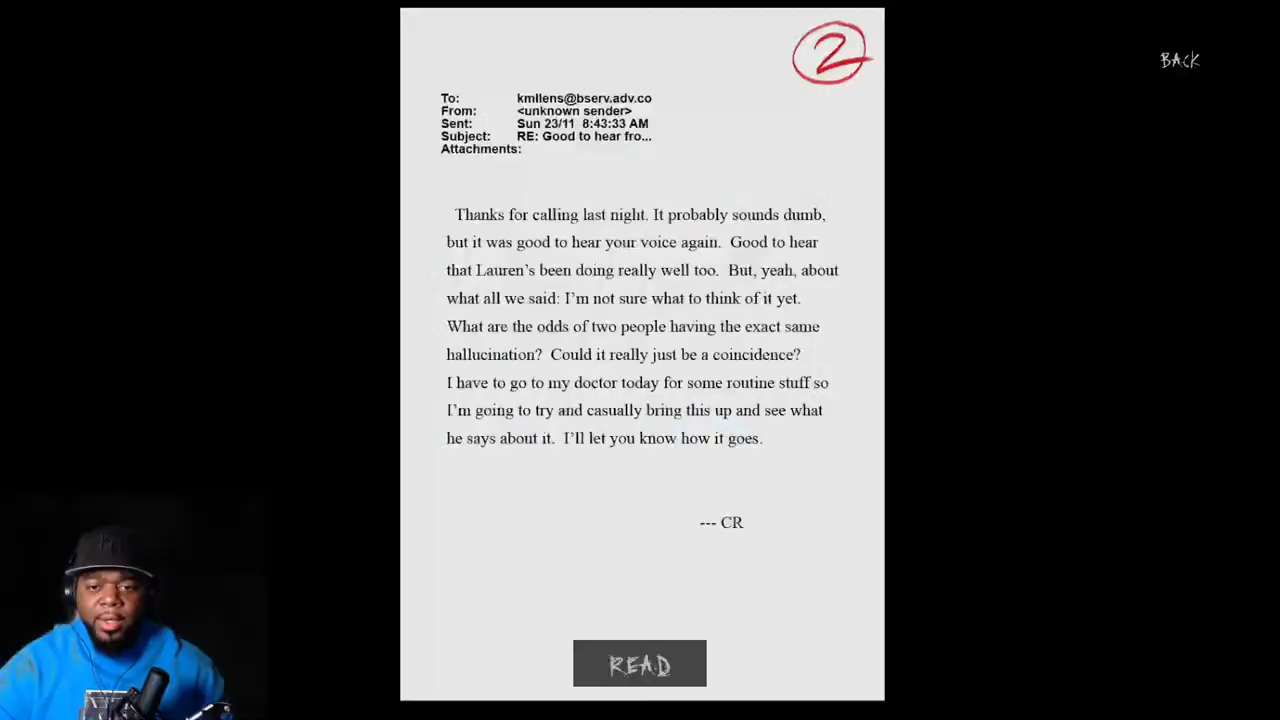 2
BACK
To: kmllens@bserv.adv.co
From: <unknown sender>
Sent: Sun 23/11 8:43:33 AM
Subject: RE: Good to hear fro...
Attachments:
Thanks for calling last night. It probably sounds dumb,
but it was good to hear your voice again. Good to hear
that Lauren's been doing really well too. But, yeah, about
what all we said: I'm not sure what to think of it yet.
What are the odds of two people having the exact same
hallucination? Could it really just be a coincidence?
I have to go to my doctor today for some routine stuff so
I'm going to try and casually bring this up and see what
he says about it. I'll let you know how it goes.
--- CR
READ